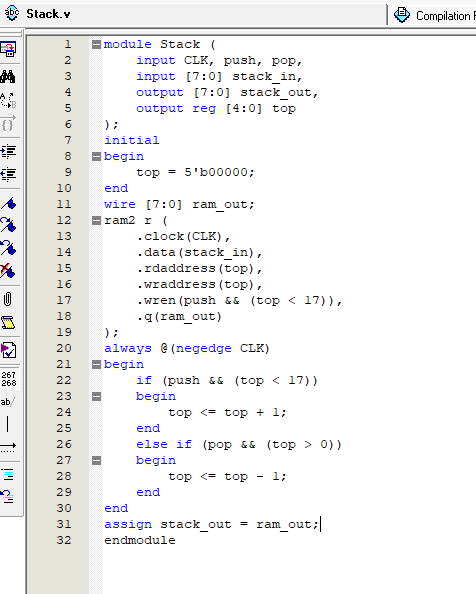 Stack.v
Compilation
1 module Stack (
2 input CLK, push, pop,
3 input [7:0] stack_in,
4 output [7:0] stack_out,
5 output reg [4:0] top
6 );
7 initial
8 begin
9 top = 5'b00000;
10 end
11 wire [7:0] ram_out;
12 ram2 r (
13 .clock(CLK),
14 .data(stack_in),
15 .rdaddress(top),
16 .wraddress(top),
17 .wren(push && (top < 17)),
18 .q(ram_out)
19 );
20 always @(negedge CLK)
21 begin
22 if (push && (top < 17))
23 begin
24 top <= top + 1;
25 end
26 else if (pop && (top > 0))
27 begin
28 top <= top - 1;
29 end
30 end
31 assign stack_out = ram_out;
32 endmodule
abc
267
268
ab/